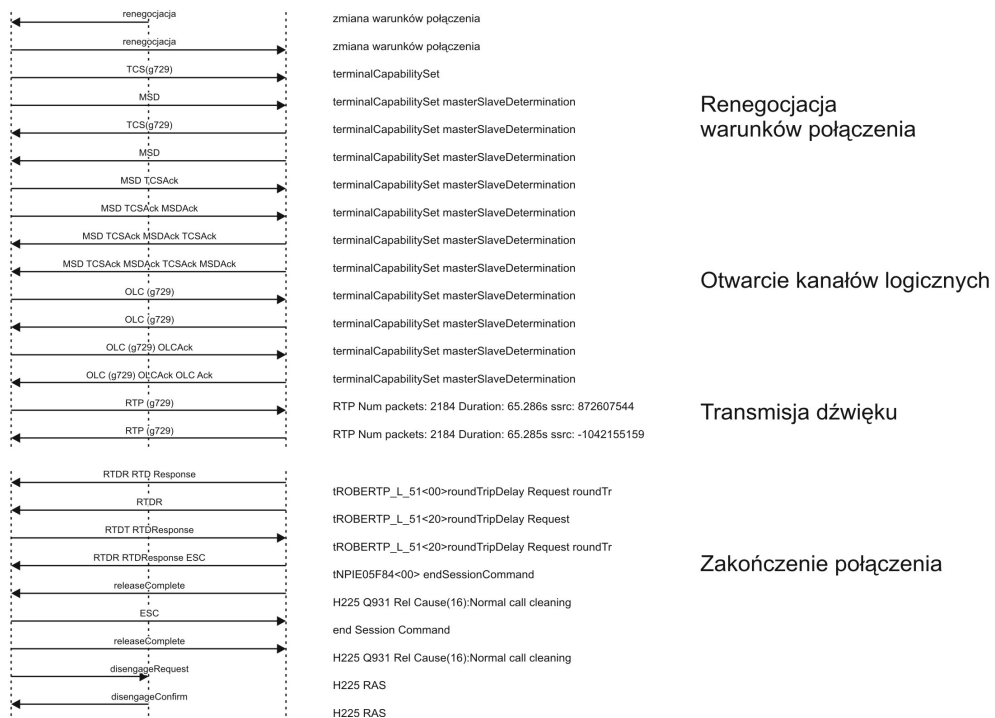 renegocjacja
zmiana warunków połączenia
renegocjacja
zmiana warunków połączenia
TCS(g729)
terminalCapabilitySet
MSD
terminalCapabilitySet masterSlaveDetermination
Renegocjacja
warunków połączenia
TCS(g729)
terminalCapabilitySet masterSlaveDetermination
MSD
terminalCapabilitySet masterSlaveDetermination
MSD TCSAck
terminalCapabilitySet masterSlaveDetermination
MSD TCSAck MSDAck
terminalCapabilitySet masterSlaveDetermination
MSD TCSAck MSDAck TCSAck
terminalCapabilitySet masterSlaveDetermination
MSD TCSAck MSDAck TCSAck MSDAck
terminalCapabilitySet masterSlaveDetermination
Otwarcie kanałów logicznych
OLC (g729)
terminalCapabilitySet masterSlaveDetermination
OLC (g729)
terminalCapabilitySet masterSlaveDetermination
OLC (g729) OLCAck
terminalCapabilitySet masterSlaveDetermination
OLC (g729) OLCAck OLC Ack
terminalCapabilitySet masterSlaveDetermination
RTP (g729)
RTP Num packets: 2184 Duration: 65.286s ssrc: 872607544
Transmisja dźwięku
RTP (g729)
RTP Num packets: 2184 Duration: 65.285s ssrc: -1042155159
RTDR RTD Response
tROBERTP_L_51<00>roundTripDelay Request roundTr
RTDR
tROBERTP_L_51<20>roundTripDelay Request
RTDT RTDResponse
tROBERTP_L_51<20>roundTripDelay Request roundTr
RTDR RTDResponse ESC
tNPIE05F84<00> endSessionCommand
Zakończenie połączenia
releaseComplete
H225 Q931 Rel Cause(16):Normal call cleaning
ESC
end Session Command
releaseComplete
H225 Q931 Rel Cause(16):Normal call cleaning
disengageRequest
H225 RAS
disengageConfirm
H225 RAS